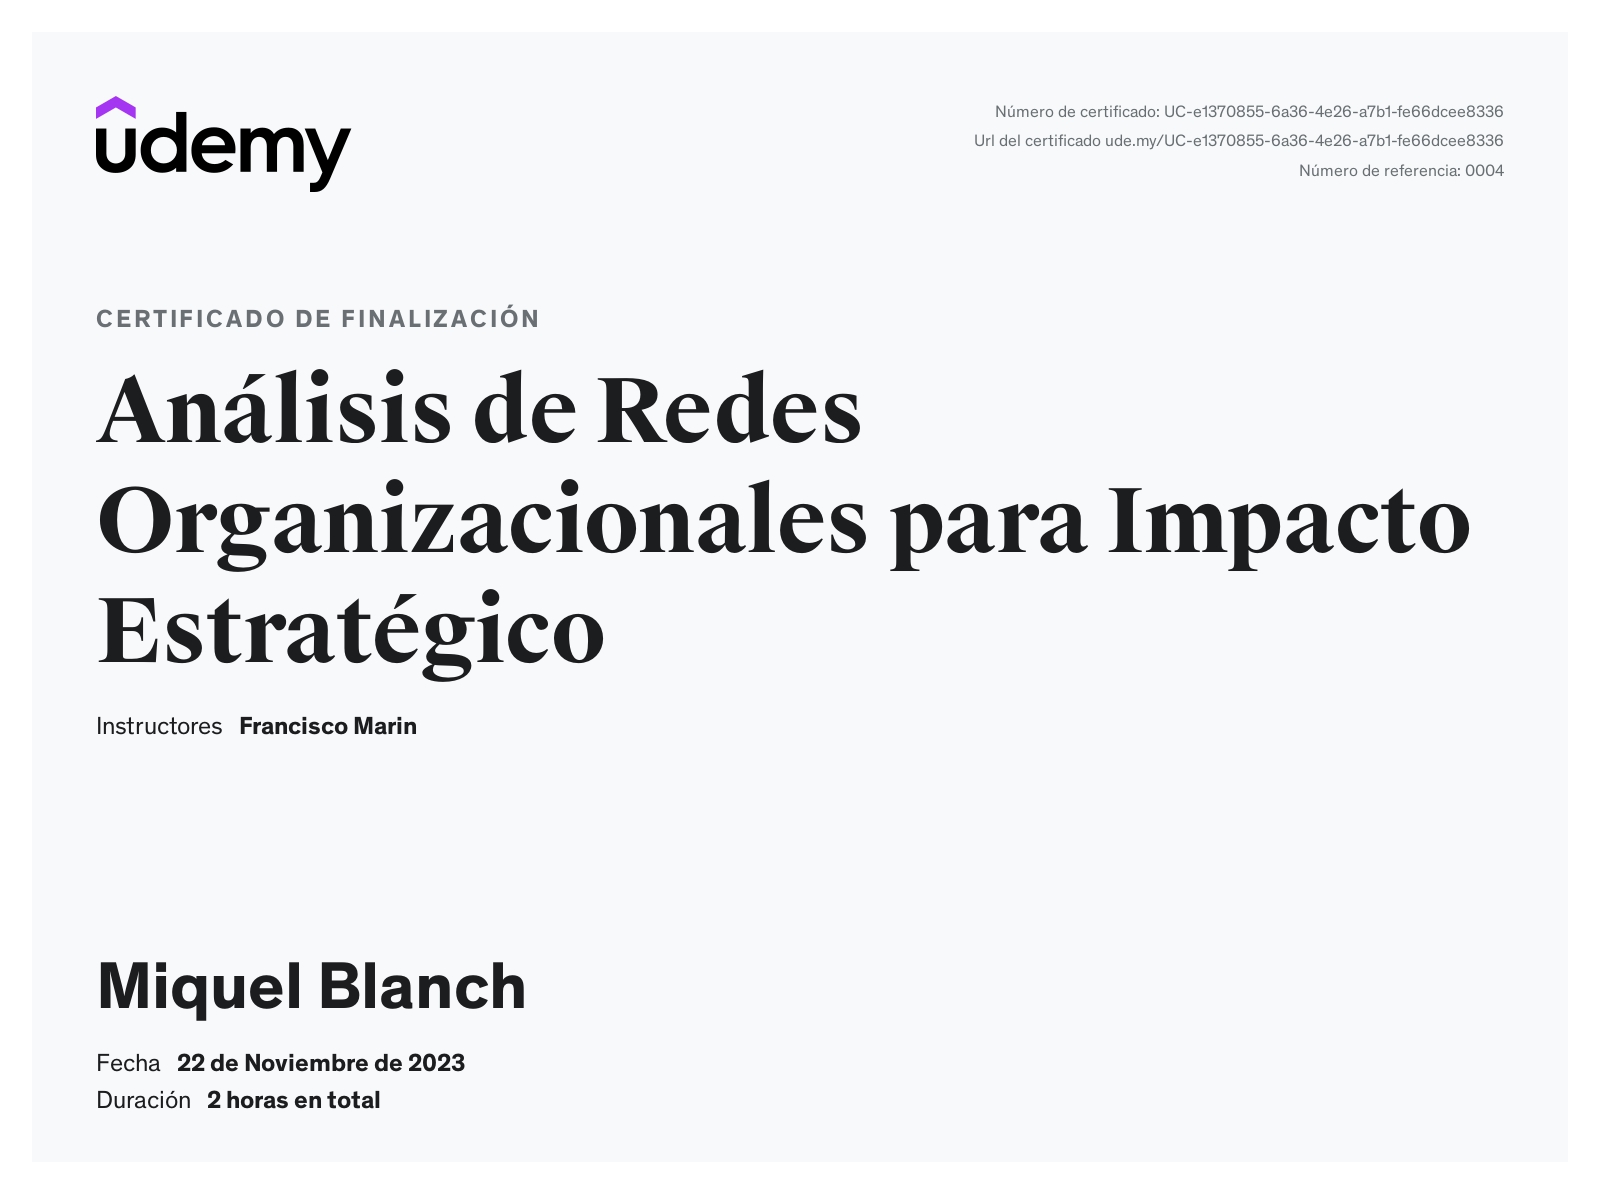 udemy
Número de certificado: UC-e1370855-6a36-4e26-a7b1-fe66dcee8336
Url del certificado ude.my/UC-e1370855-6a36-4e26-a7b1-fe66dcee8336
Número de referencia: 0004
CERTIFICADO DE FINALIZACIÓN
Análisis de Redes
Organizacionales para Impacto
Estratégico
Instructores Francisco Marin
Miquel Blanch
Fecha 22 de Noviembre de 2023
Duración 2 horas en total